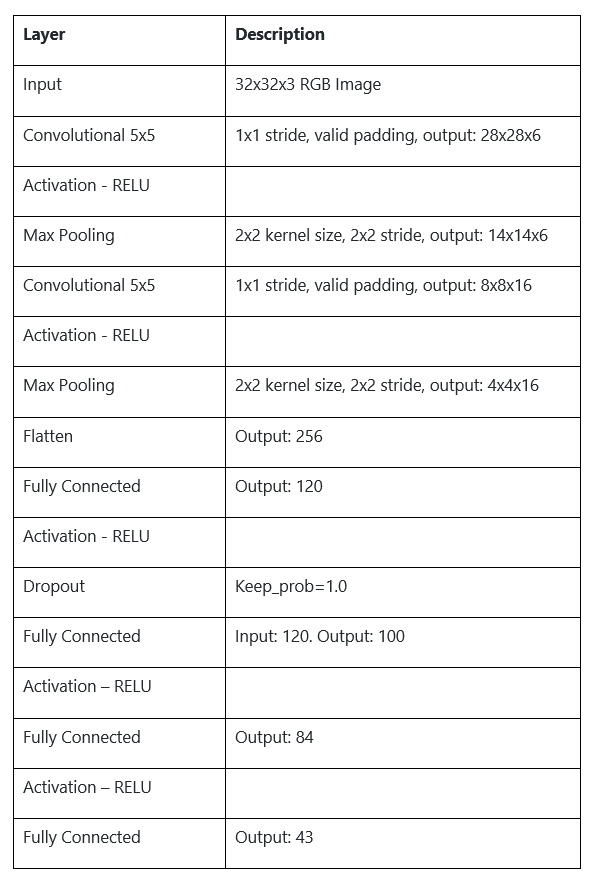 Layer Description
Input 32x32x3 RGB Image
Convolutional 5x5 1x1 stride, valid padding, output: 28x28x6
Activation - RELU
Max Pooling 2x2 kernel size, 2x2 stride, output: 14x14x6
Convolutional 5x5 1x1 stride, valid padding, output: 8x8x16
Activation - RELU
Max Pooling 2x2 kernel size, 2x2 stride, output: 4x4x16
Flatten Output: 256
Fully Connected Output: 120
Activation - RELU
Dropout Keep_prob=1.0
Fully Connected Input: 120. Output: 100
Activation – RELU
Fully Connected Output: 84
Activation – RELU
Fully Connected Output: 43